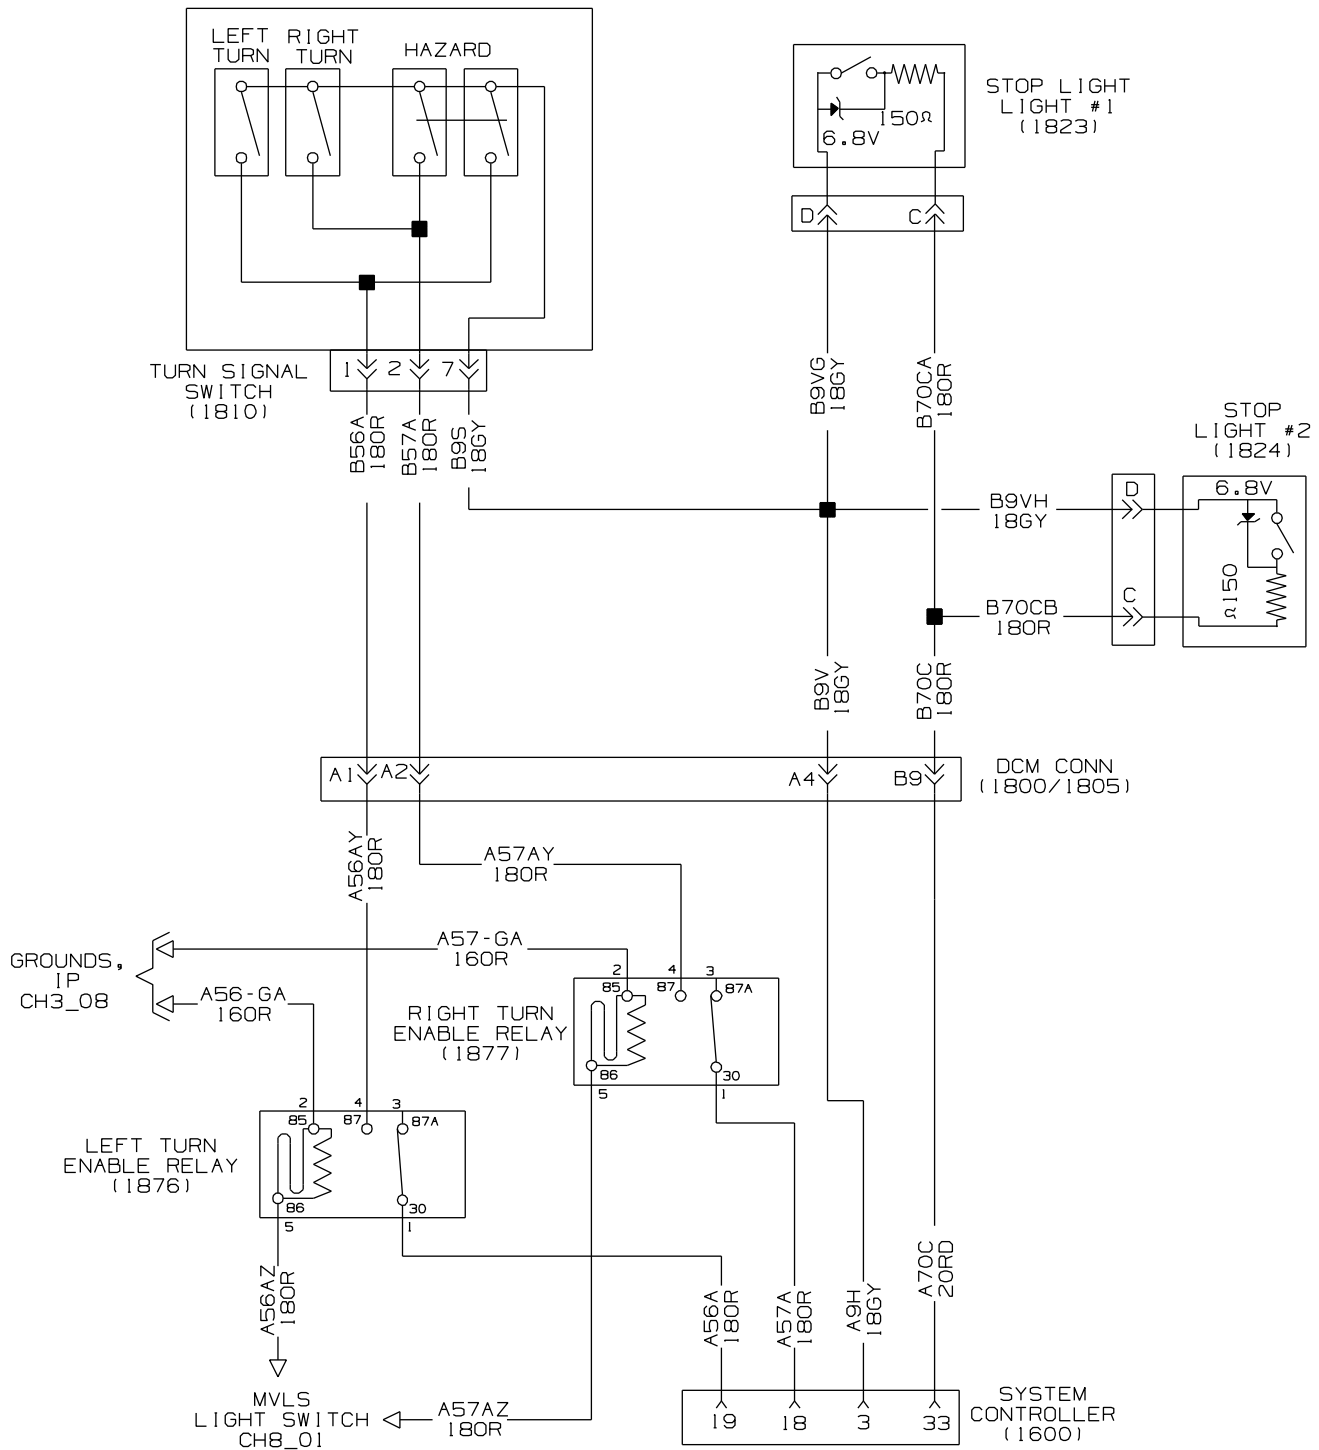 LEFT TURN
RIGHT TURN
HAZARD
TURN SIGNAL
SWITCH
(1810)
1
2
7
B56A
18OR
B57A
18OR
B9S
18GY
150Ω
6.8V
STOP LIGHT
LIGHT #1
(1823)
D
C
B9VG
18GY
B70CA
18OR
STOP
LIGHT #2
(1824)
D
6.8V
B9VH
18GY
150Ω
C
B70CB
18OR
B9V
18GY
B70C
18OR
A1
A2
A4
B9
DCM CONN
(1800/1805)
A56AY
18OR
A57AY
18OR
A57-GA
16OR
GROUNDS,
IP
CH3_08
A56-GA
16OR
RIGHT TURN
ENABLE RELAY
(1877)
2
4
3
85
87
87A
86
30
5
1
LEFT TURN
ENABLE RELAY
(1876)
2
4
3
85
87
87A
86
30
5
1
A56AZ
18OR
MVLS
LIGHT SWITCH
CH8_01
A57AZ
18OR
A56A
18OR
A57A
18OR
A9H
18GY
A70C
20RD
19
18
3
33
SYSTEM
CONTROLLER
(1600)